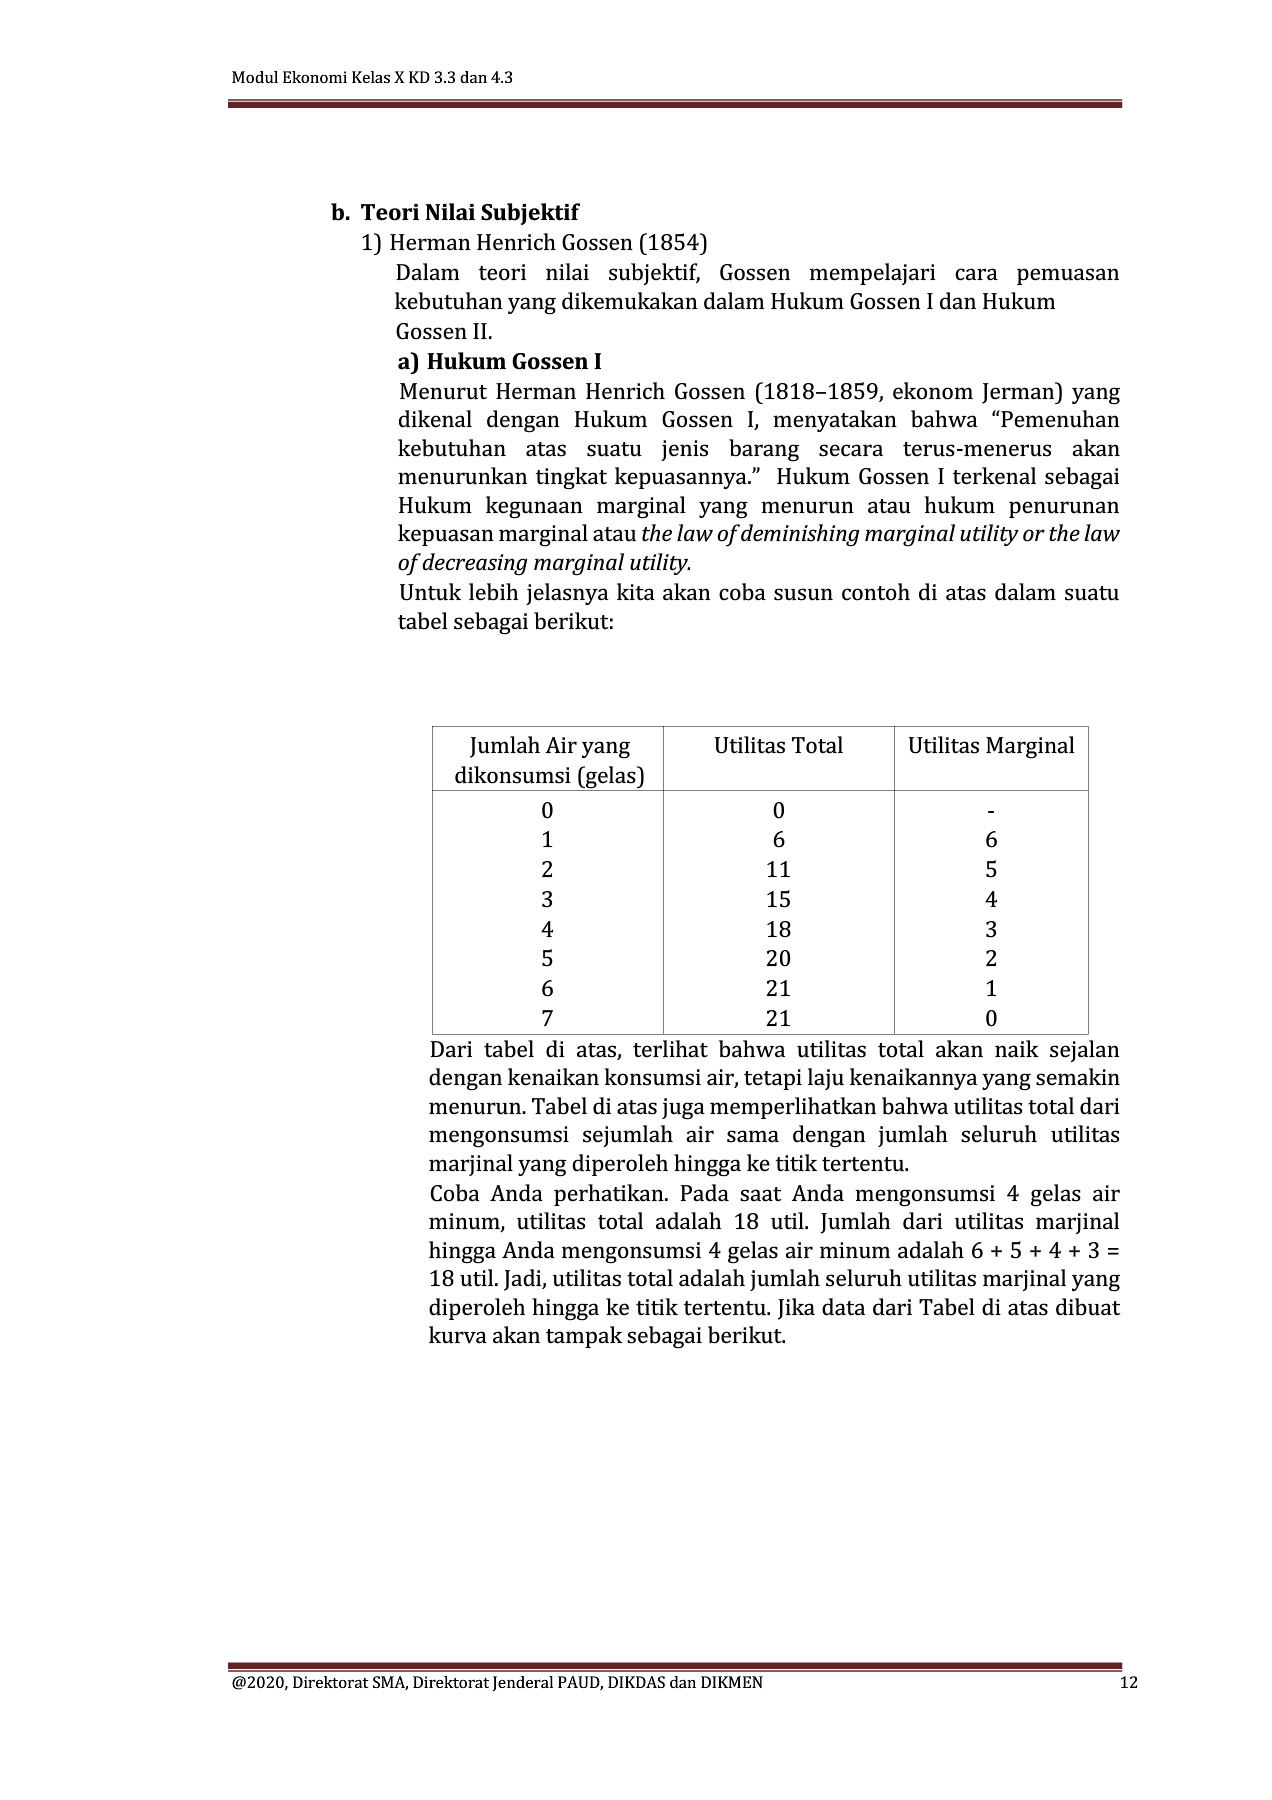 Modul Ekonomi Kelas X KD 3.3 dan 4.3
b. Teori Nilai Subjektif
1) Herman Henrich Gossen (1854)
Dalam teori nilai subjektif, Gossen mempelajari cara pemuasan
kebutuhan yang dikemukakan dalam Hukum Gossen I dan Hukum
Gossen II.
a) Hukum Gossen I
Menurut Herman Henrich Gossen (1818–1859, ekonom Jerman) yang
dikenal dengan Hukum Gossen I, menyatakan bahwa “Pemenuhan
kebutuhan atas suatu jenis barang secara terus-menerus akan
menurunkan tingkat kepuasannya.” Hukum Gossen I terkenal sebagai
Hukum kegunaan marginal yang menurun atau hukum penurunan
kepuasan marginal atau the law of deminishing marginal utility or the law
of decreasing marginal utility.
Untuk lebih jelasnya kita akan coba susun contoh di atas dalam suatu
tabel sebagai berikut:
Jumlah Air yang Utilitas Total Utilitas Marginal
dikonsumsi (gelas)
0 0 -
1 6 6
2 11 5
3 15 4
4 18 3
5 20 2
6 21 1
7 21 0
Dari tabel di atas, terlihat bahwa utilitas total akan naik sejalan
dengan kenaikan konsumsi air, tetapi laju kenaikannya yang semakin
menurun. Tabel di atas juga memperlihatkan bahwa utilitas total dari
mengonsumsi sejumlah air sama dengan jumlah seluruh utilitas
marjinal yang diperoleh hingga ke titik tertentu.
Coba Anda perhatikan. Pada saat Anda mengonsumsi 4 gelas air
minum, utilitas total adalah 18 util. Jumlah dari utilitas marjinal
hingga Anda mengonsumsi 4 gelas air minum adalah 6 + 5 + 4 + 3 =
18 util. Jadi, utilitas total adalah jumlah seluruh utilitas marjinal yang
diperoleh hingga ke titik tertentu. Jika data dari Tabel di atas dibuat
kurva akan tampak sebagai berikut.
@2020, Direktorat SMA, Direktorat Jenderal PAUD, DIKDAS dan DIKMEN 12